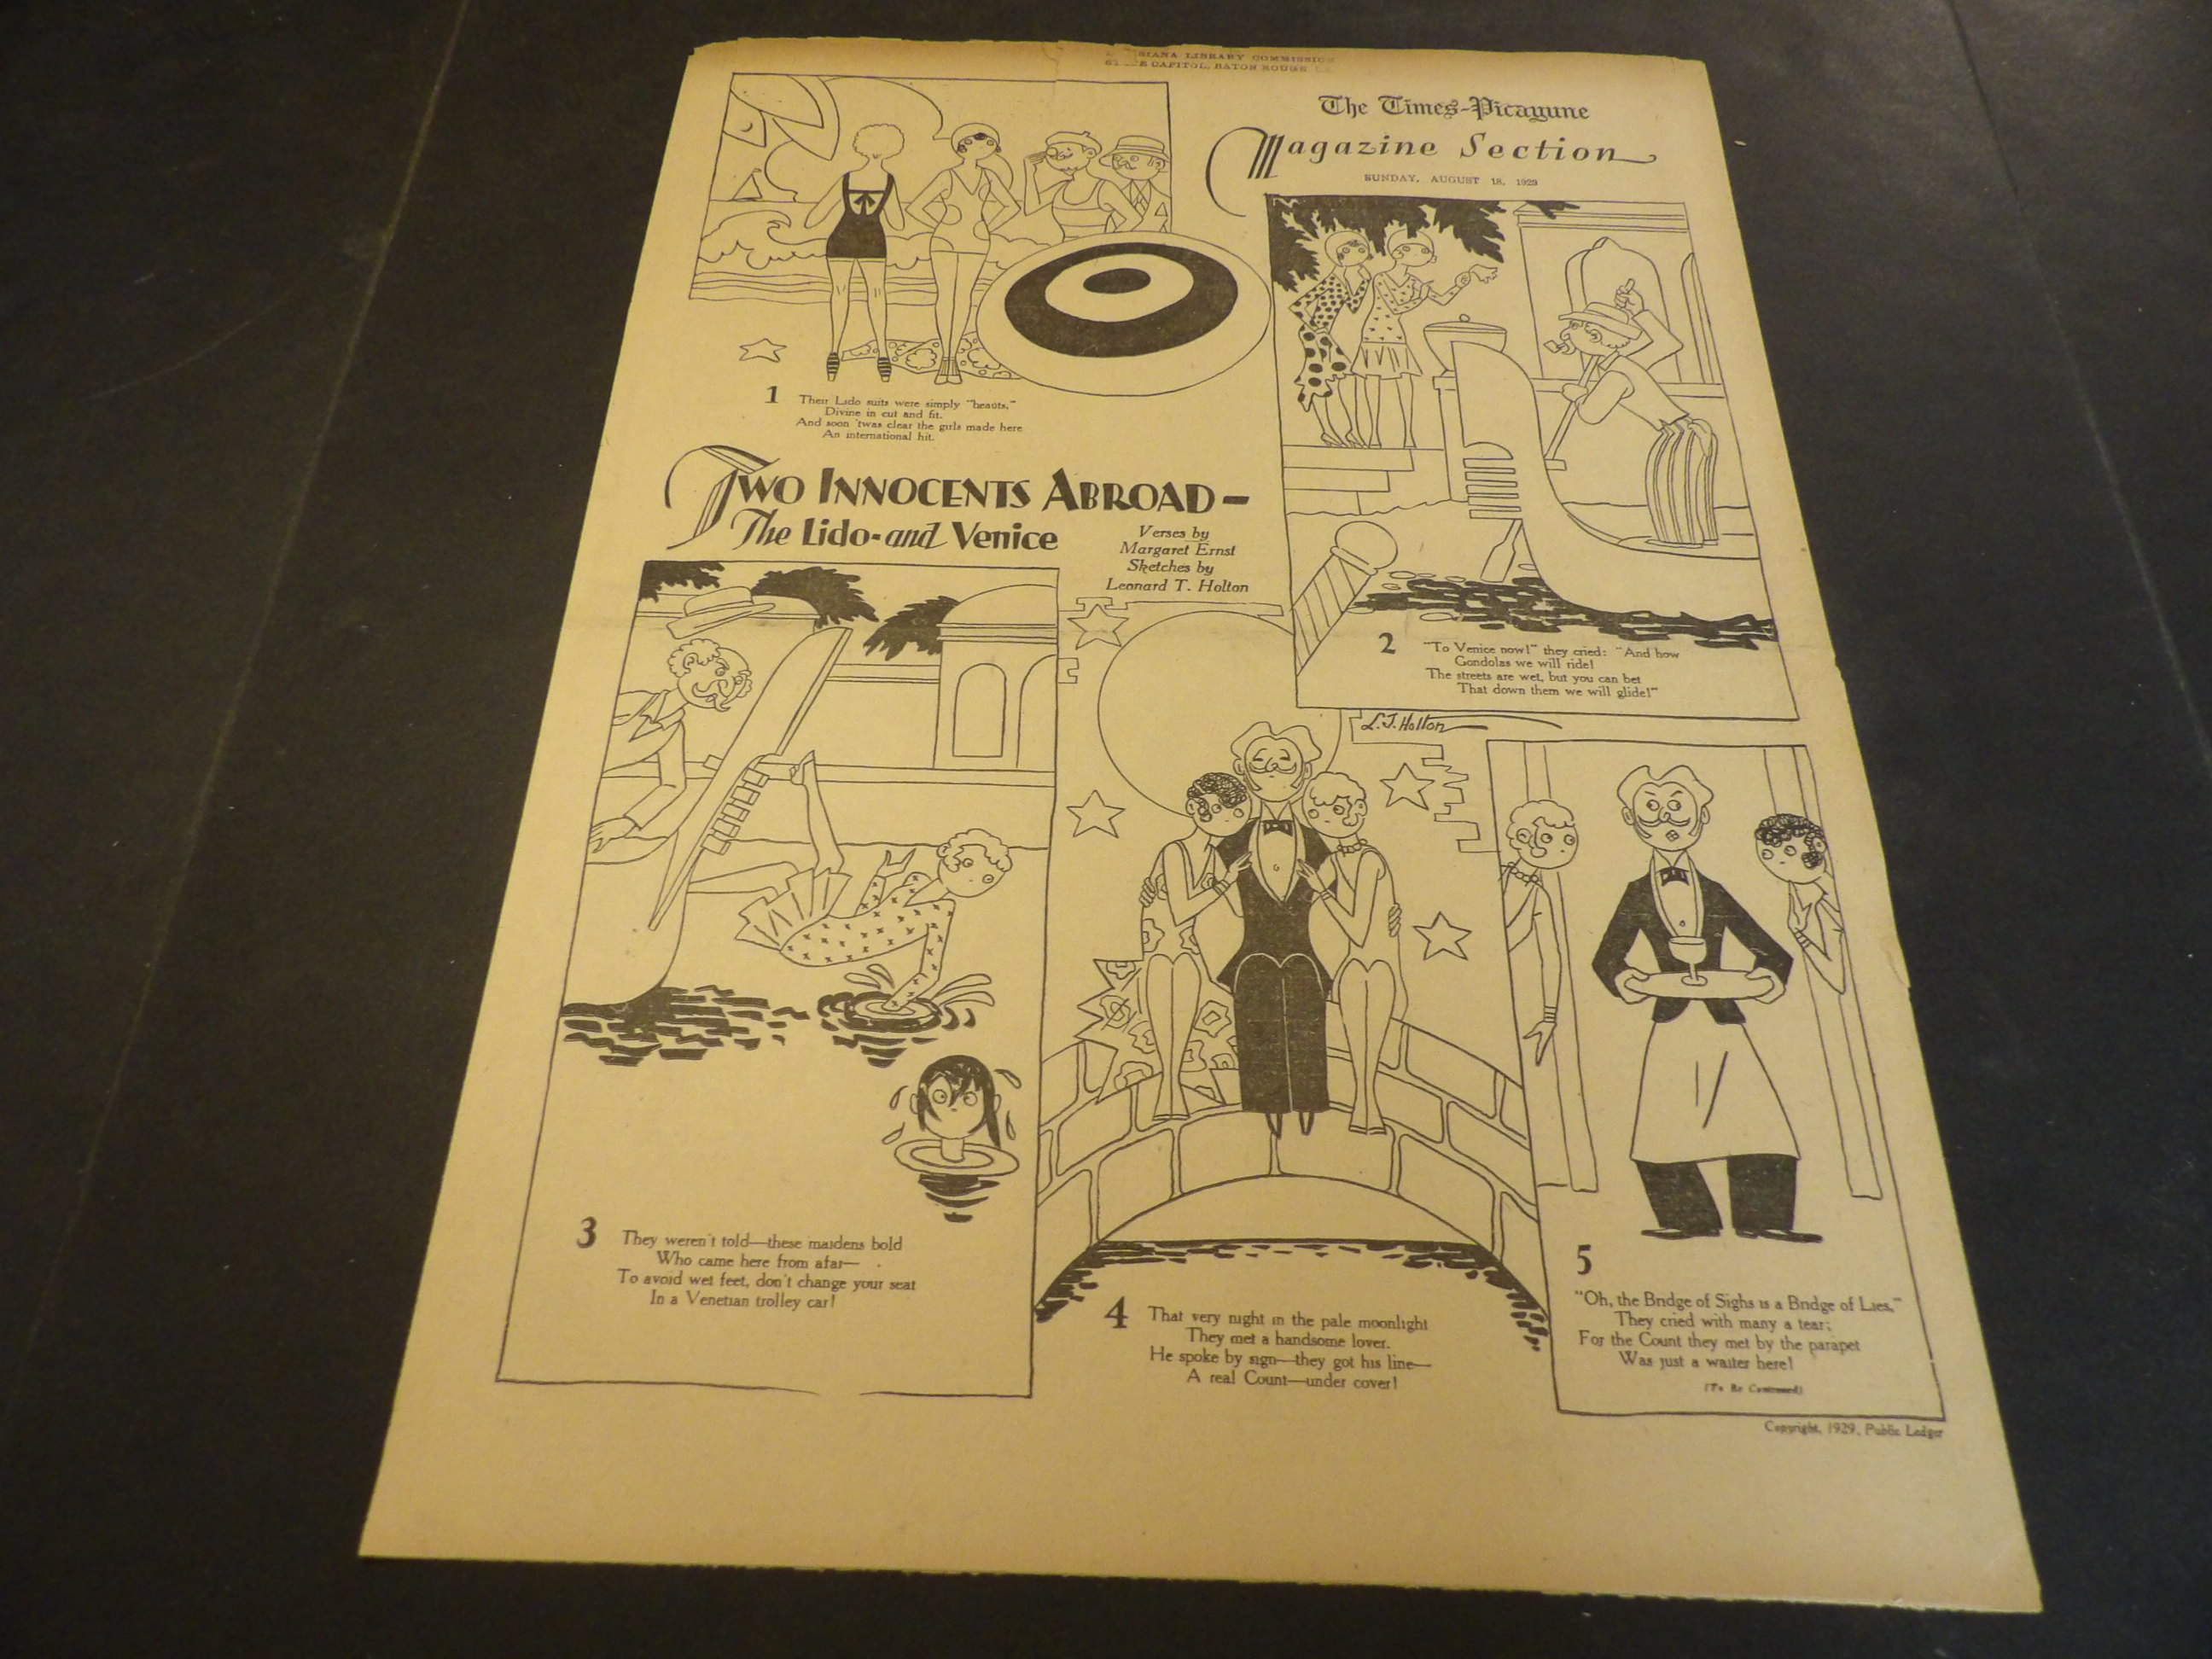 SIANA LIBRARY COMMISSION
CAPITOL, BATON ROUGE
The Times-Picayune
Magazine Section
SUNDAY, AUGUST 18, 1929
1 Their Lido suits were simply "beauts,"
Divine in cut and fit.
And soon 'twas clear the girls made here
An international hit.
TWO INNOCENTS ABROAD—
The Lido-and Venice
Verses by
Margaret Ernst
Sketches by
Leonard T. Holton
2 "To Venice now!" they cried: "And how
Gondolas we will ride!
The streets are wet, but you can bet
That down them we will glide!"
L.T. Holton
3 They weren't told—these maidens bold
Who came here from afar—
To avoid wet feet, don't change your seat
In a Venetian trolley car!
4 That very night in the pale moonlight
They met a handsome lover.
He spoke by sign—they got his line—
A real Count—under cover!
5
"Oh, the Bridge of Sighs is a Bridge of Lies,"
They cried with many a tear;
For the Count they met by the parapet
Was just a waiter here!
(To Be Continued)
Copyright, 1929, Public Ledger